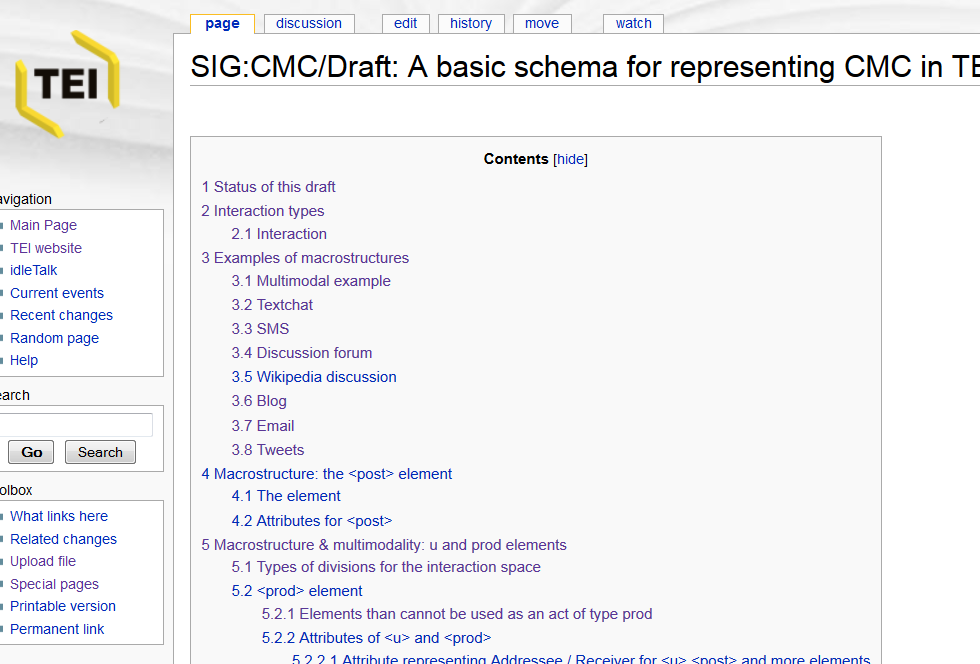 page discussion edit history move watch
TEI
SIG:CMC/Draft: A basic schema for representing CMC in TE
Contents [hide]
1 Status of this draft
2 Interaction types
2.1 Interaction
3 Examples of macrostructures
3.1 Multimodal example
3.2 Textchat
3.3 SMS
3.4 Discussion forum
3.5 Wikipedia discussion
3.6 Blog
3.7 Email
3.8 Tweets
4 Macrostructure: the <post> element
4.1 The element
4.2 Attributes for <post>
5 Macrostructure & multimodality: u and prod elements
5.1 Types of divisions for the interaction space
5.2 <prod> element
5.2.1 Elements than cannot be used as an act of type prod
5.2.2 Attributes of <u> and <prod>
5.2.2.1 Attribute representing Addressee / Receiver for <u> <post> and more elements
avigation
Main Page
TEI website
idleTalk
Current events
Recent changes
Random page
Help
earch
Go Search
olbox
What links here
Related changes
Upload file
Special pages
Printable version
Permanent link